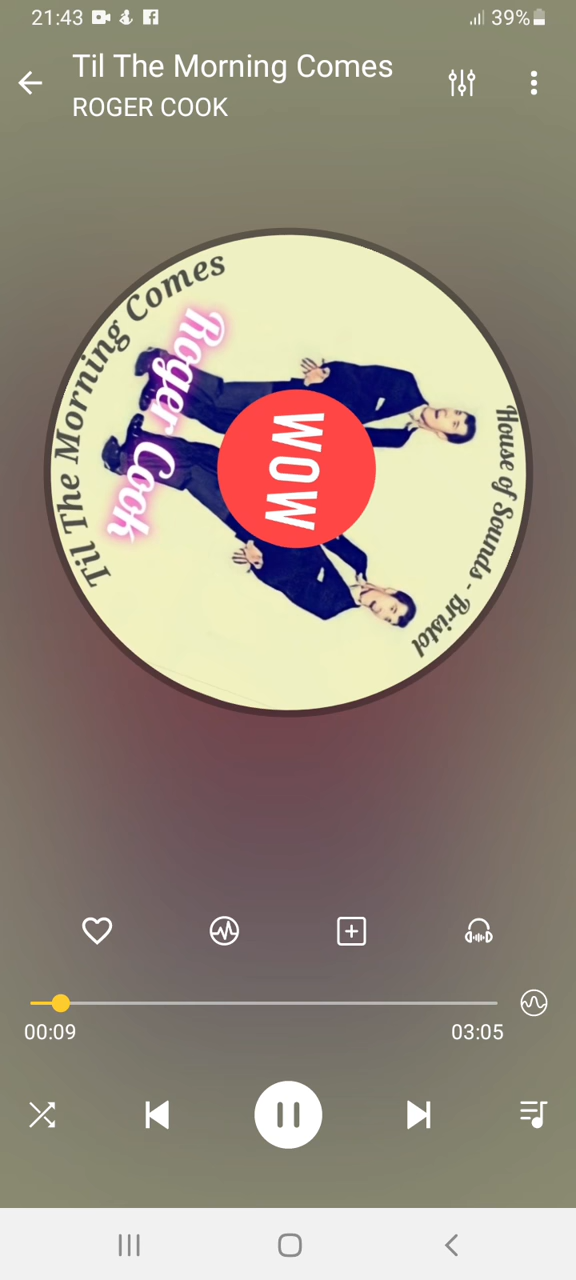 21:43
39%
Til The Morning Comes
ROGER COOK
Til The Morning Comes
Roger Cook
WOW
House of Sounds - Bristol
00:09
03:05